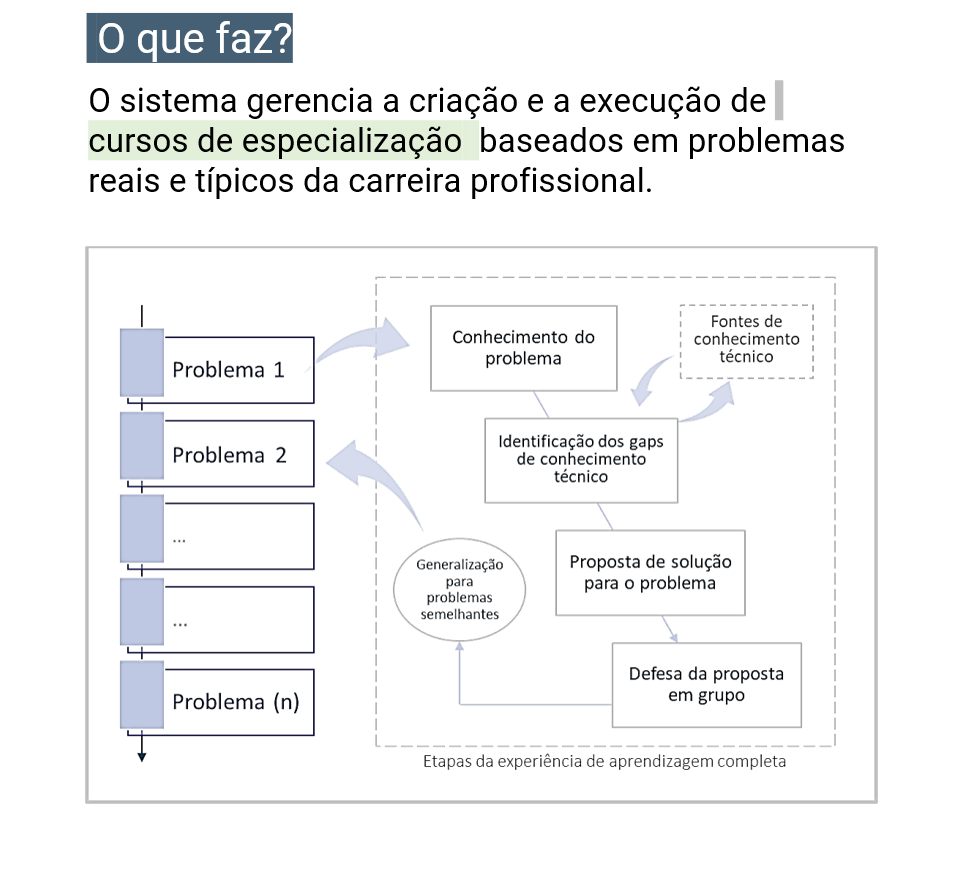 O que faz?
O sistema gerencia a criação e a execução de
cursos de especialização baseados em problemas
reais e típicos da carreira profissional.
Problema 1
Problema 2
...
...
Problema (n)
Conhecimento do
problema
Fontes de
conhecimento
técnico
Identificação dos gaps
de conhecimento
técnico
Proposta de solução
para o problema
Defesa da proposta
em grupo
Generalização
para
problemas
semelhantes
Etapas da experiência de aprendizagem completa